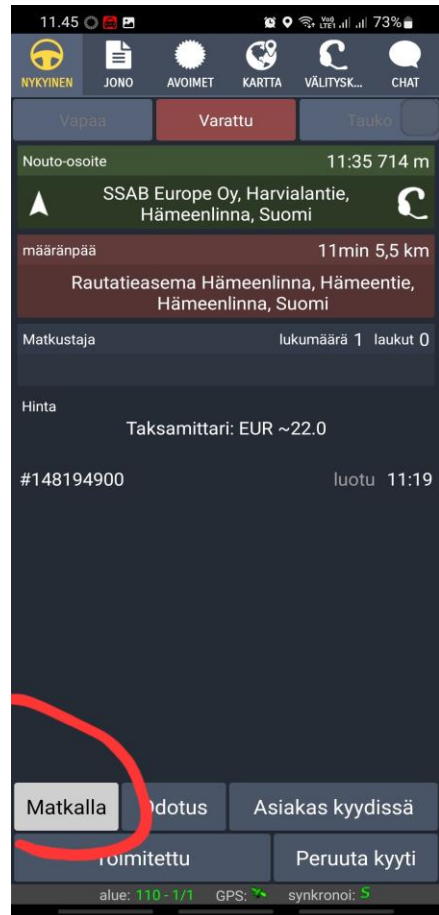 11.45 73%
NYKYINEN JONO AVOIMET KARTTA VÄLITYSK... CHAT
Vapaa Varattu Tauko
Nouto-osoite 11:35 714 m
SSAB Europe Oy, Harvialantie,
Hämeenlinna, Suomi
määränpää 11min 5,5 km
Rautatieasema Hämeenlinna, Hämeentie,
Hämeenlinna, Suomi
Matkustaja lukumäärä 1 laukut 0
Hinta
Taksamittari: EUR ~22.0
#148194900 luotu 11:19
Matkalla Odotus Asiakas kyydissä
Toimitettu Peruuta kyyti
alue: 110 - 1/1 GPS: synkronoi: S